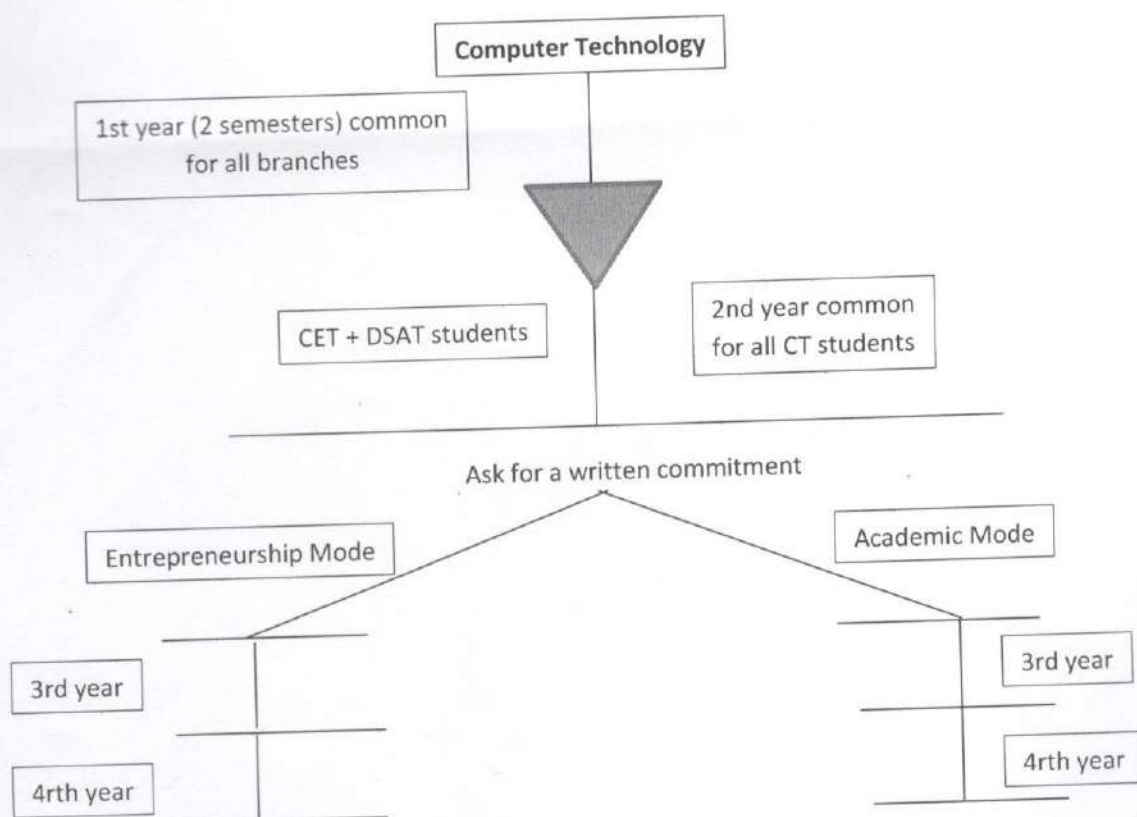 Computer Technology
1st year (2 semesters) common
for all branches
CET + DSAT students
2nd year common
for all CT students
Ask for a written commitment
Entrepreneurship Mode
Academic Mode
3rd year
3rd year
4rth year
4rth year